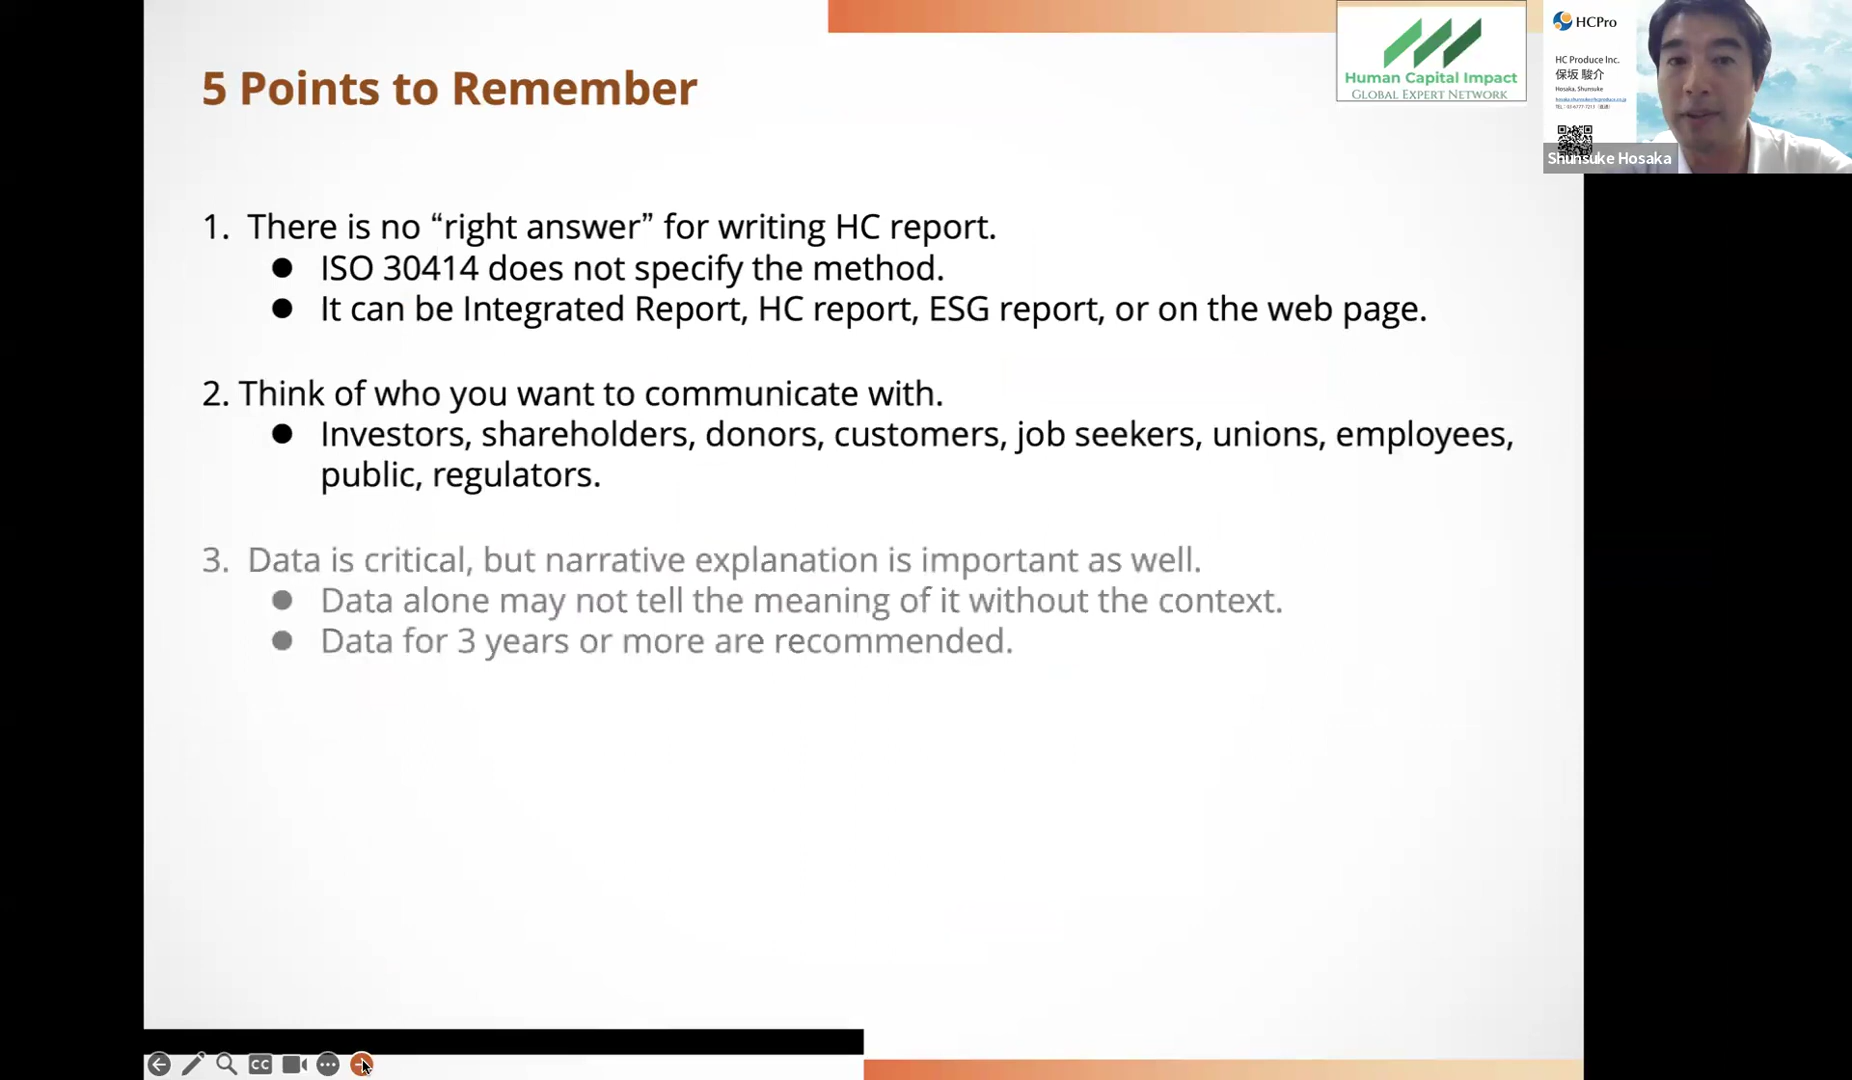 5 Points to Remember
Human Capital Impact
GLOBAL EXPERT NETWORK
HCPro
HC Produce Inc.
保坂 駿介
Hosaka, Shunsuke
Shunsuke Hosaka
1. There is no “right answer” for writing HC report.
● ISO 30414 does not specify the method.
● It can be Integrated Report, HC report, ESG report, or on the web page.
2. Think of who you want to communicate with.
● Investors, shareholders, donors, customers, job seekers, unions, employees,
public, regulators.
3. Data is critical, but narrative explanation is important as well.
● Data alone may not tell the meaning of it without the context.
● Data for 3 years or more are recommended.
CC